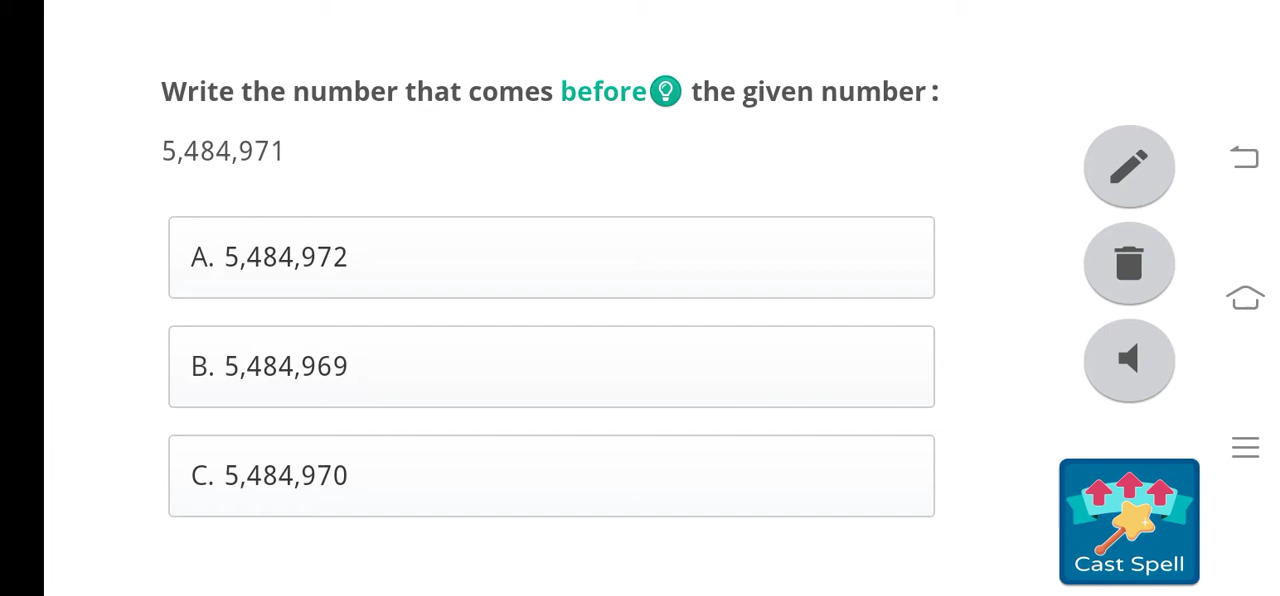 Write the number that comes before the given number:
5,484,971
A. 5,484,972
B. 5,484,969
C. 5,484,970
Cast Spell